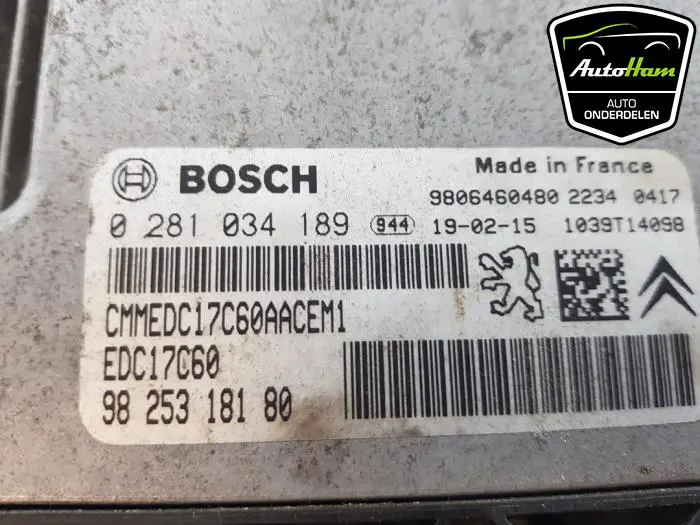 AutoHam
AUTO
ONDERDELEN
BOSCH
Made in France
9806460480 2234 0417
0 281 034 189 944 19-02-15 1039T14098
CMMEDC17C60AACEM1
EDC17C60
98 253 181 80